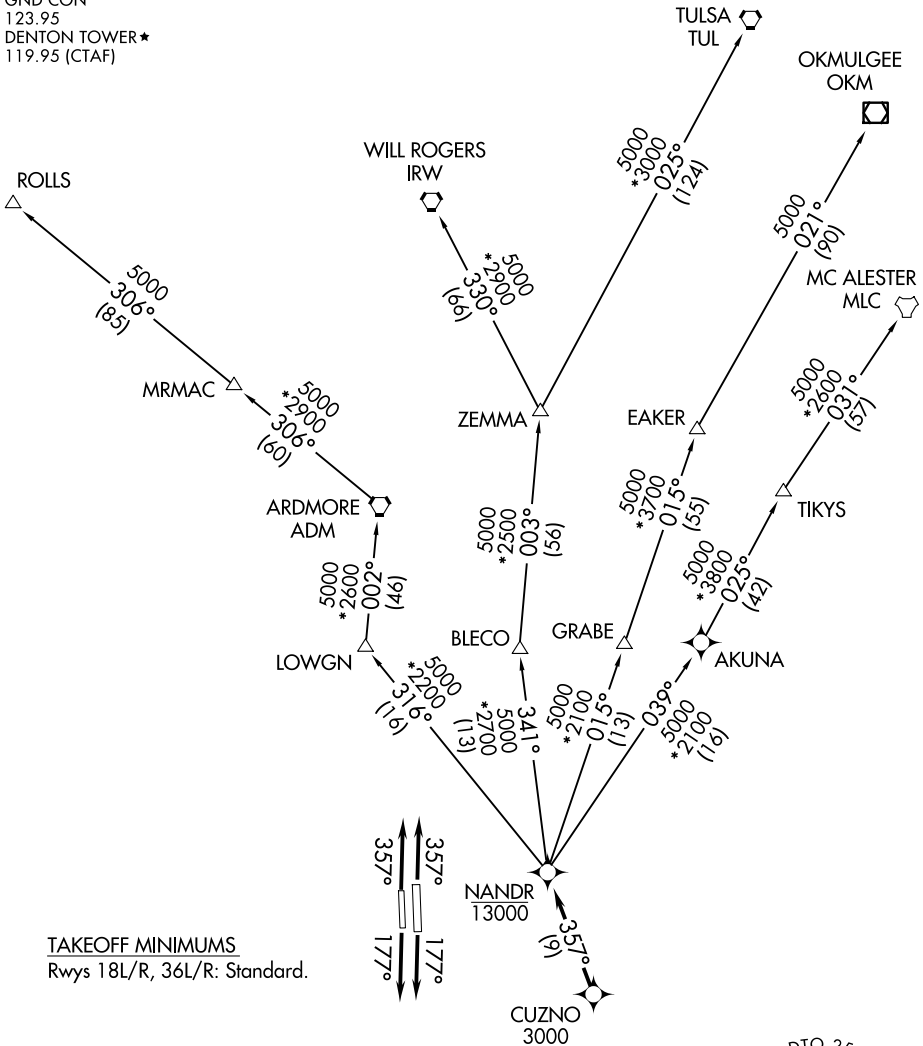 GND CON
123.95
DENTON TOWER★
119.95 (CTAF)
TULSA
TUL
OKMULGEE
OKM
WILL ROGERS
IRW
5000
*3000
025°
(124)
ROLLS
5000
021°
(90)
5000
*2900
330°
(66)
MC ALESTER
MLC
5000
306°
(85)
MRMAC
5000
*2900
306°
(60)
ZEMMA
EAKER
5000
*2600
031°
(57)
ARDMORE
ADM
5000
*2500
003°
(56)
5000
*3700
015°
(55)
TIKYS
5000
*2600
002°
(46)
5000
*3800
025°
(42)
LOWGN
BLECO
GRABE
AKUNA
5000
*2200
316°
(16)
341°
5000
*2700
(13)
5000
*2100
015°
(13)
039°
5000
*2100
(16)
357°
357°
177°
177°
NANDR
13000
357°
(9)
TAKEOFF MINIMUMS
Rwys 18L/R, 36L/R: Standard.
CUZNO
3000